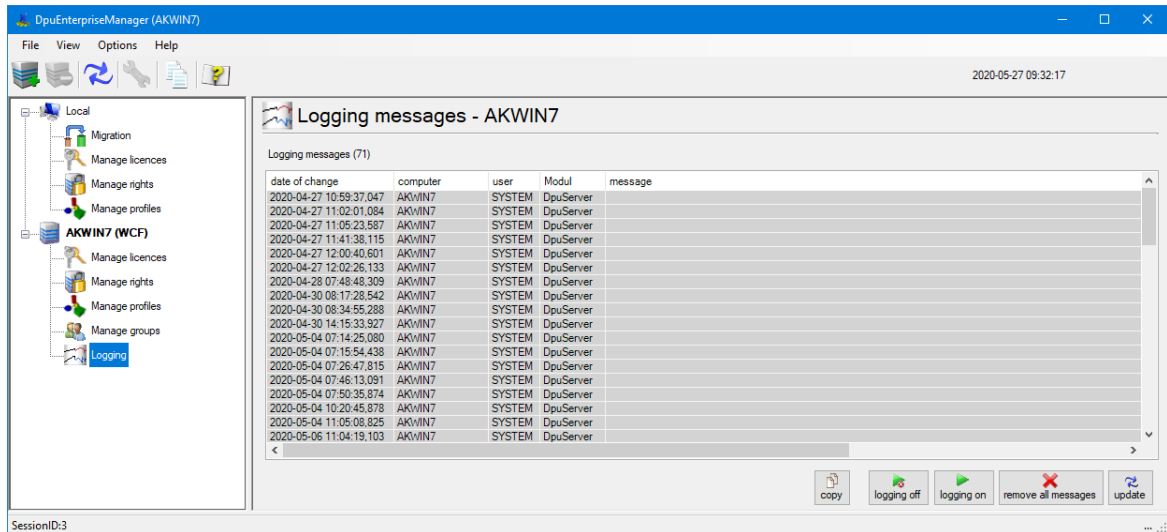 DpuEnterpriseManager (AKWIN7)
File View Options Help
2020-05-27 09:32:17
Local
Migration
Manage licences
Manage rights
Manage profiles
AKWIN7 (WCF)
Manage licences
Manage rights
Manage profiles
Manage groups
Logging
Logging messages - AKWIN7
Logging messages (71)
date of change computer user Modul message
2020-04-27 10:59:37,047 AKWIN7 SYSTEM DpuServer
2020-04-27 11:02:01,084 AKWIN7 SYSTEM DpuServer
2020-04-27 11:05:23,587 AKWIN7 SYSTEM DpuServer
2020-04-27 11:41:38,115 AKWIN7 SYSTEM DpuServer
2020-04-27 12:00:40,601 AKWIN7 SYSTEM DpuServer
2020-04-27 12:02:26,133 AKWIN7 SYSTEM DpuServer
2020-04-28 07:48:48,309 AKWIN7 SYSTEM DpuServer
2020-04-30 08:17:28,542 AKWIN7 SYSTEM DpuServer
2020-04-30 08:34:55,288 AKWIN7 SYSTEM DpuServer
2020-04-30 14:15:33,927 AKWIN7 SYSTEM DpuServer
2020-05-04 07:14:25,080 AKWIN7 SYSTEM DpuServer
2020-05-04 07:15:54,438 AKWIN7 SYSTEM DpuServer
2020-05-04 07:26:47,815 AKWIN7 SYSTEM DpuServer
2020-05-04 07:46:13,091 AKWIN7 SYSTEM DpuServer
2020-05-04 07:50:35,874 AKWIN7 SYSTEM DpuServer
2020-05-04 10:20:45,878 AKWIN7 SYSTEM DpuServer
2020-05-04 11:05:08,825 AKWIN7 SYSTEM DpuServer
2020-05-06 11:04:19,103 AKWIN7 SYSTEM DpuServer
copy logging off logging on remove all messages update
SessionID:3 ...